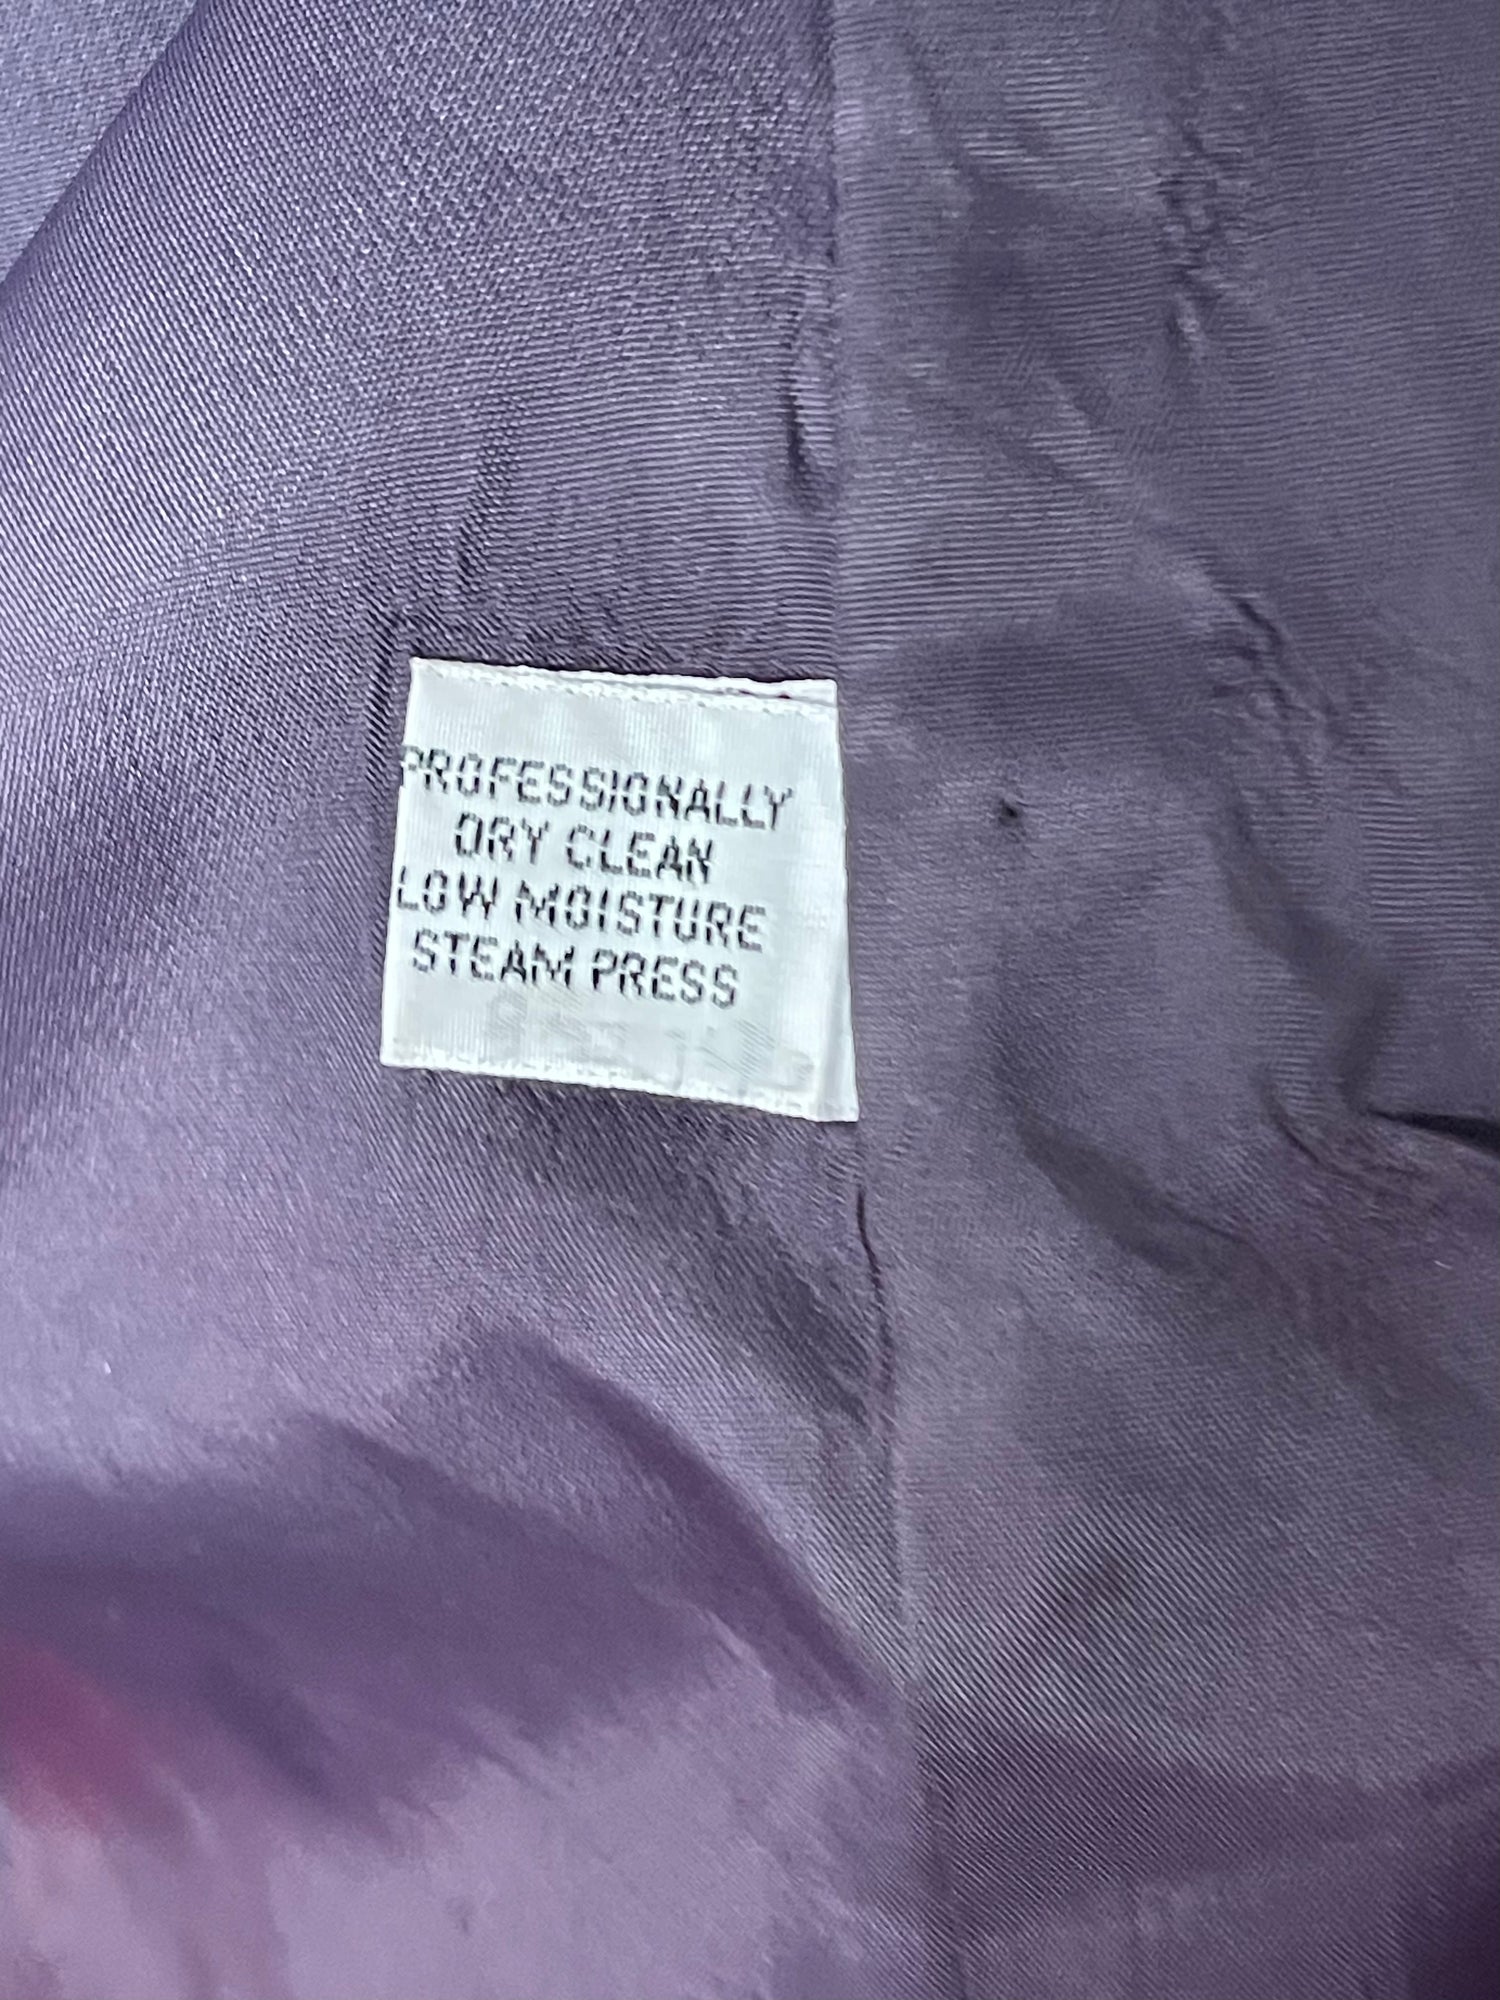 PROFESSIONALLY
DRY CLEAN
LOW MOISTURE
STEAM PRESS